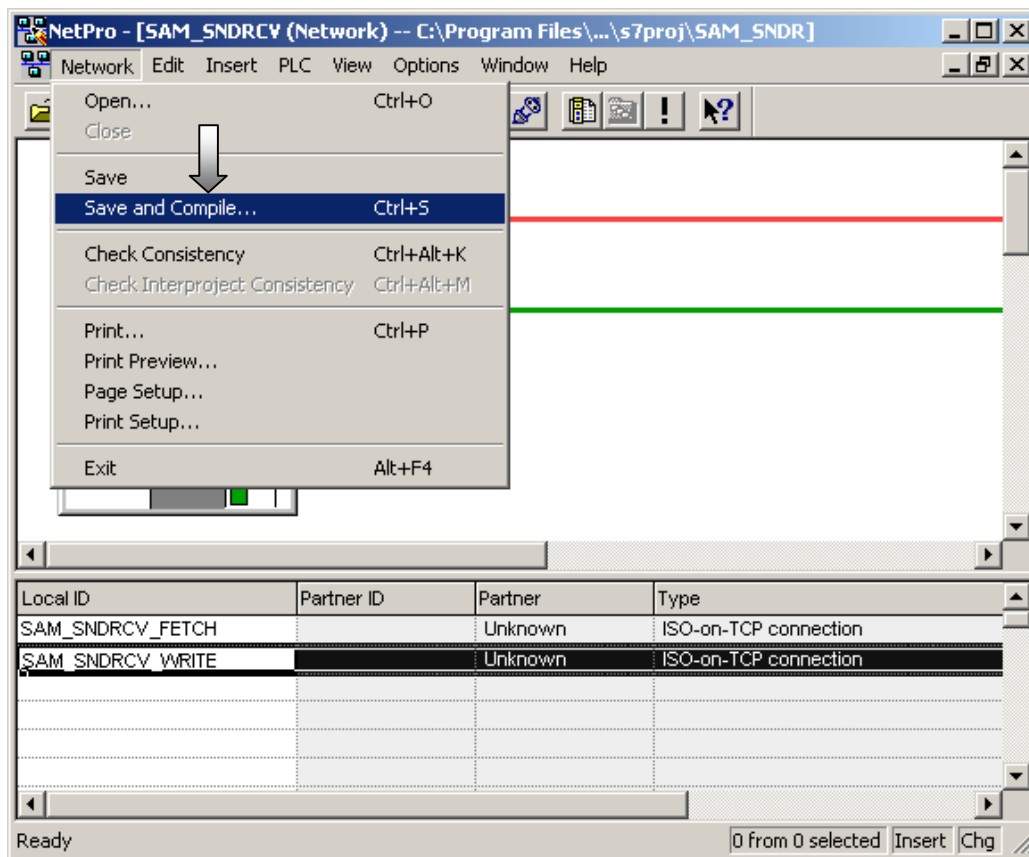 NetPro - [SAM_SNDRCV (Network) -- C:\Program Files\...\s7proj\SAM_SNDR]
Network Edit Insert PLC View Options Window Help
Open... Ctrl+O
Close
Save
Save and Compile... Ctrl+S
Check Consistency Ctrl+Alt+K
Check Interproject Consistency Ctrl+Alt+M
Print... Ctrl+P
Print Preview...
Page Setup...
Print Setup...
Exit Alt+F4
Local ID Partner ID Partner Type
SAM_SNDRCV_FETCH Unknown ISO-on-TCP connection
SAM_SNDRCV_WRITE Unknown ISO-on-TCP connection
Ready 0 from 0 selected Insert Chg